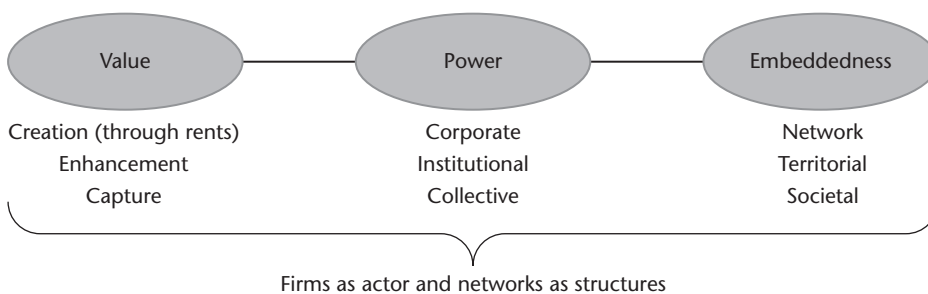 Value Power Embeddedness
Creation (through rents) Corporate Network
Enhancement Institutional Territorial
Capture Collective Societal
Firms as actor and networks as structures